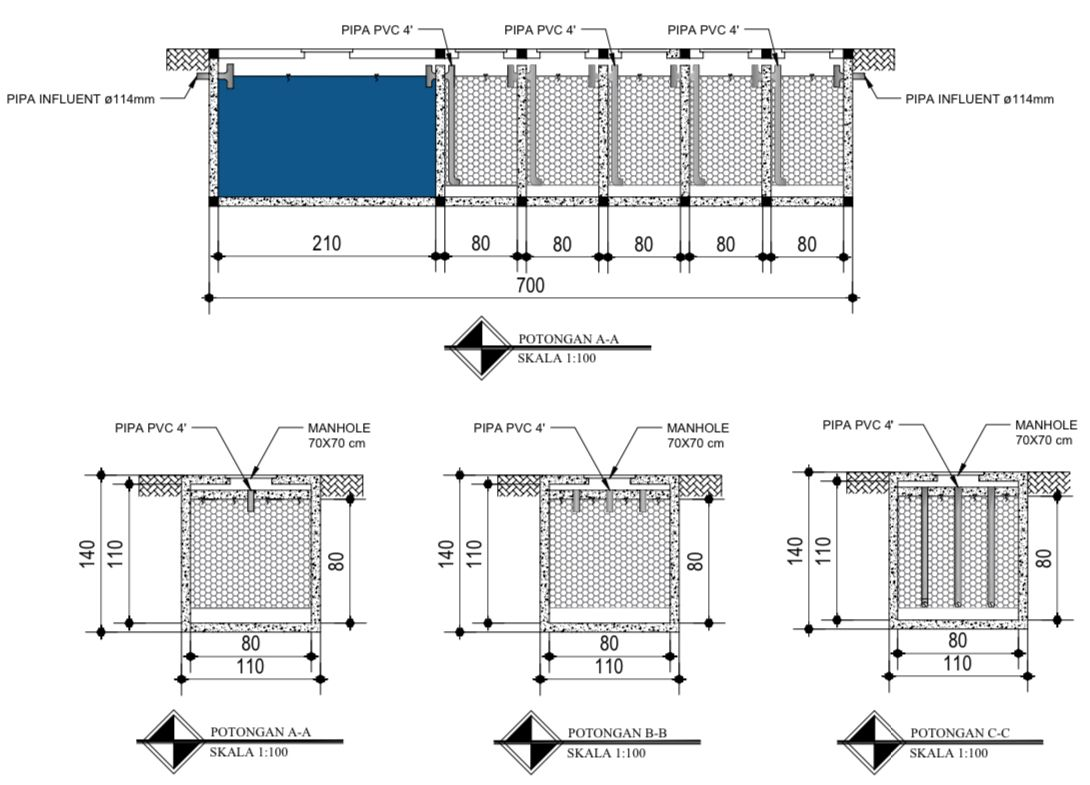 PIPA PVC 4' PIPA PVC 4' PIPA PVC 4'
PIPA INFLUENT ø114mm PIPA INFLUENT ø114mm
210 80 80 80 80 80
700
POTONGAN A-A
SKALA 1:100
PIPA PVC 4'
MANHOLE
70X70 cm
140
110
80
80
110
POTONGAN A-A
SKALA 1:100
PIPA PVC 4'
MANHOLE
70X70 cm
140
110
80
80
110
POTONGAN B-B
SKALA 1:100
PIPA PVC 4'
MANHOLE
70X70 cm
140
110
80
80
110
POTONGAN C-C
SKALA 1:100